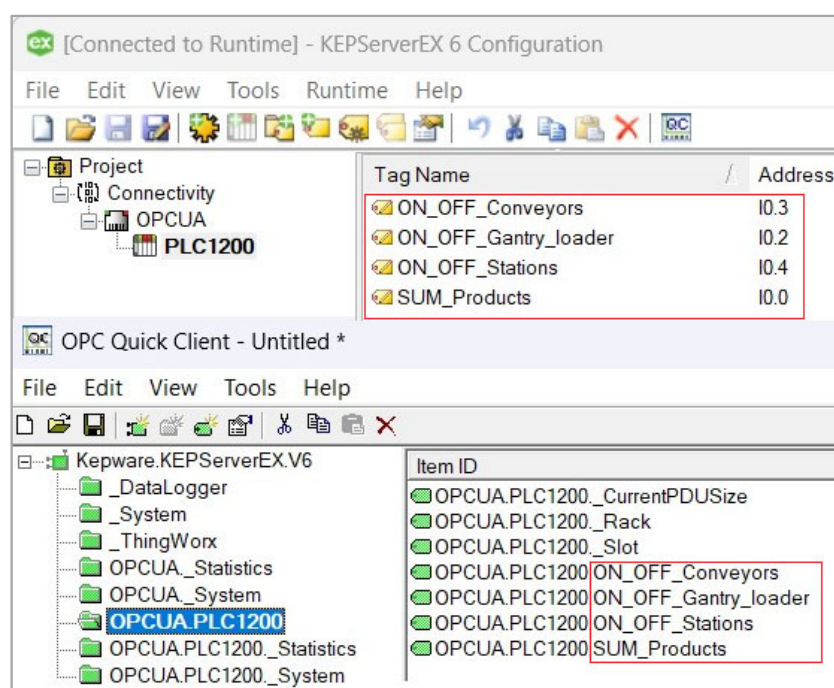 [Connected to Runtime] - KEPServerEX 6 Configuration
File Edit View Tools Runtime Help
QC
Project
Connectivity
OPCUA
PLC1200
Tag Name / Address
ON_OFF_Conveyors I0.3
ON_OFF_Gantry_loader I0.2
ON_OFF_Stations I0.4
SUM_Products I0.0
OPC Quick Client - Untitled *
File Edit View Tools Help
Kepware.KEPServerEX.V6
_DataLogger
_System
_ThingWorx
OPCUA._Statistics
OPCUA._System
OPCUA.PLC1200
OPCUA.PLC1200._Statistics
OPCUA.PLC1200._System
Item ID
OPCUA.PLC1200._CurrentPDUSize
OPCUA.PLC1200._Rack
OPCUA.PLC1200._Slot
OPCUA.PLC1200.ON_OFF_Conveyors
OPCUA.PLC1200.ON_OFF_Gantry_loader
OPCUA.PLC1200.ON_OFF_Stations
OPCUA.PLC1200.SUM_Products